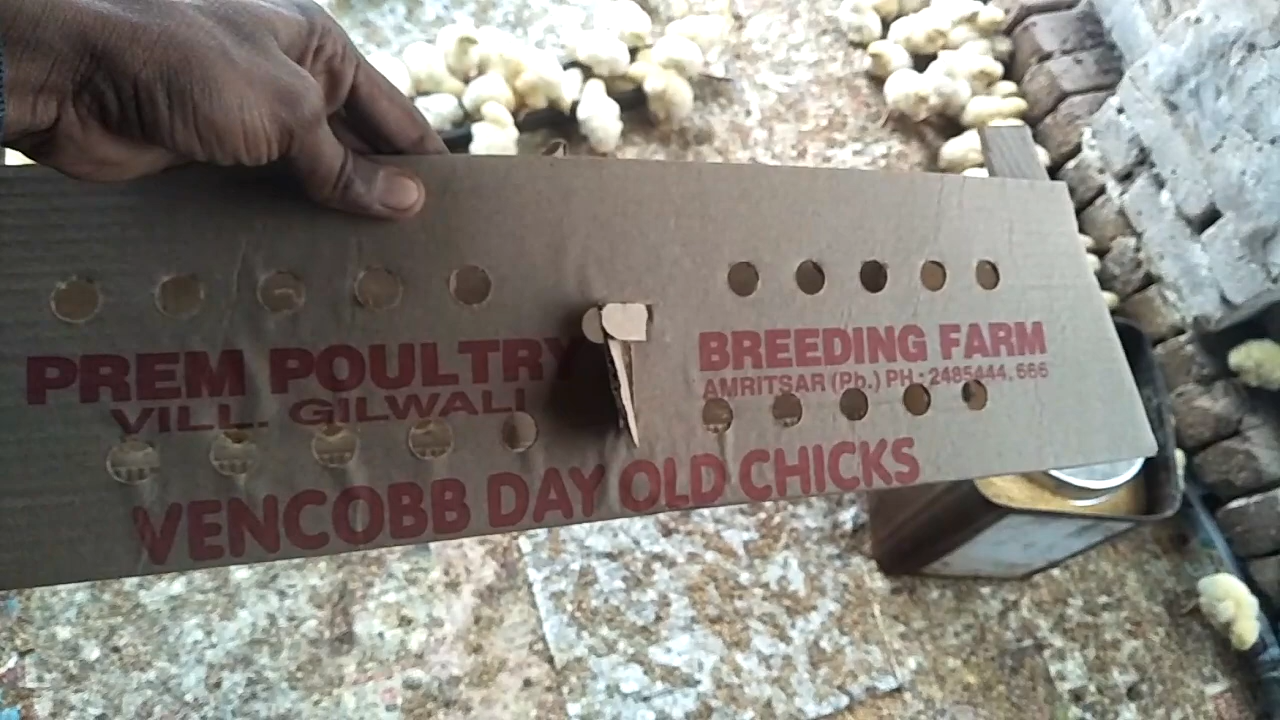 PREM POULTRY BREEDING FARM
VILL. GILWALI AMRITSAR (Pb.) PH.: 2485444, 666
VENCOBB DAY OLD CHICKS